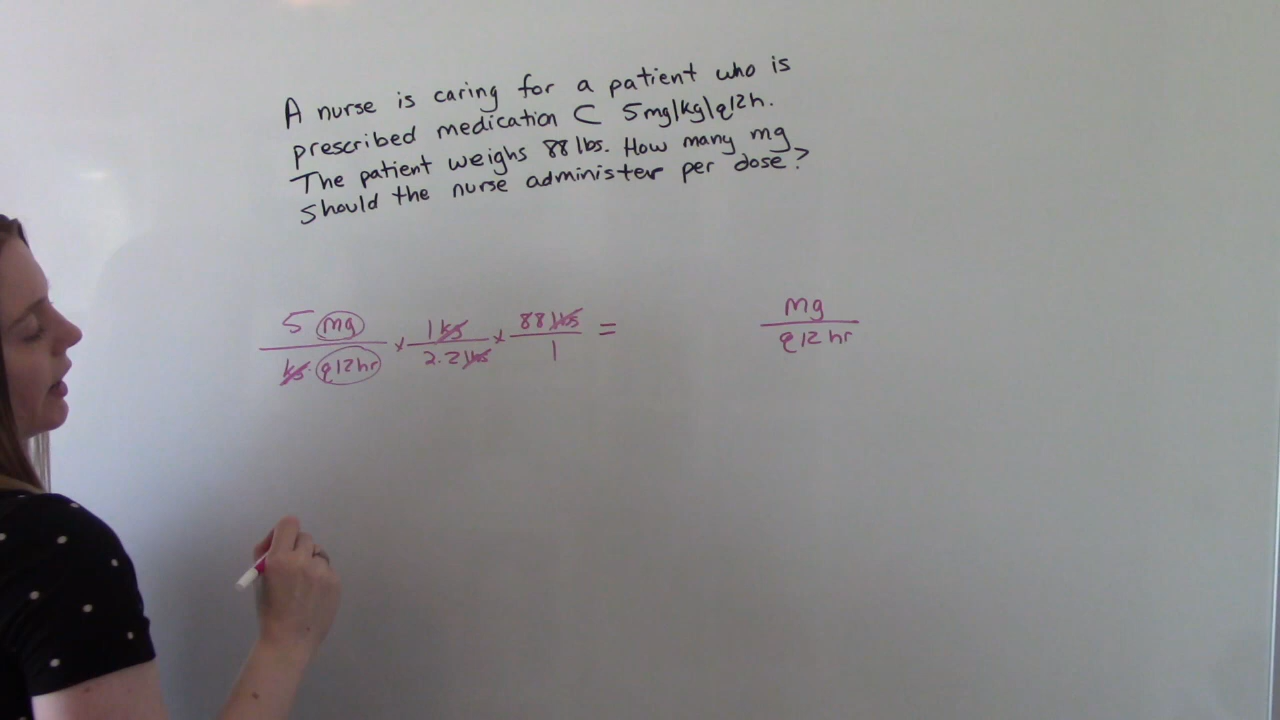 A nurse is caring for a patient who is
prescribed medication C 5mg/kg/q12h.
The patient weighs 88 lbs. How many mg
should the nurse administer per dose?
5 mg × 1 kg × 88 lbs = mg
kg · q12hr 2.2 lbs 1 q12 hr